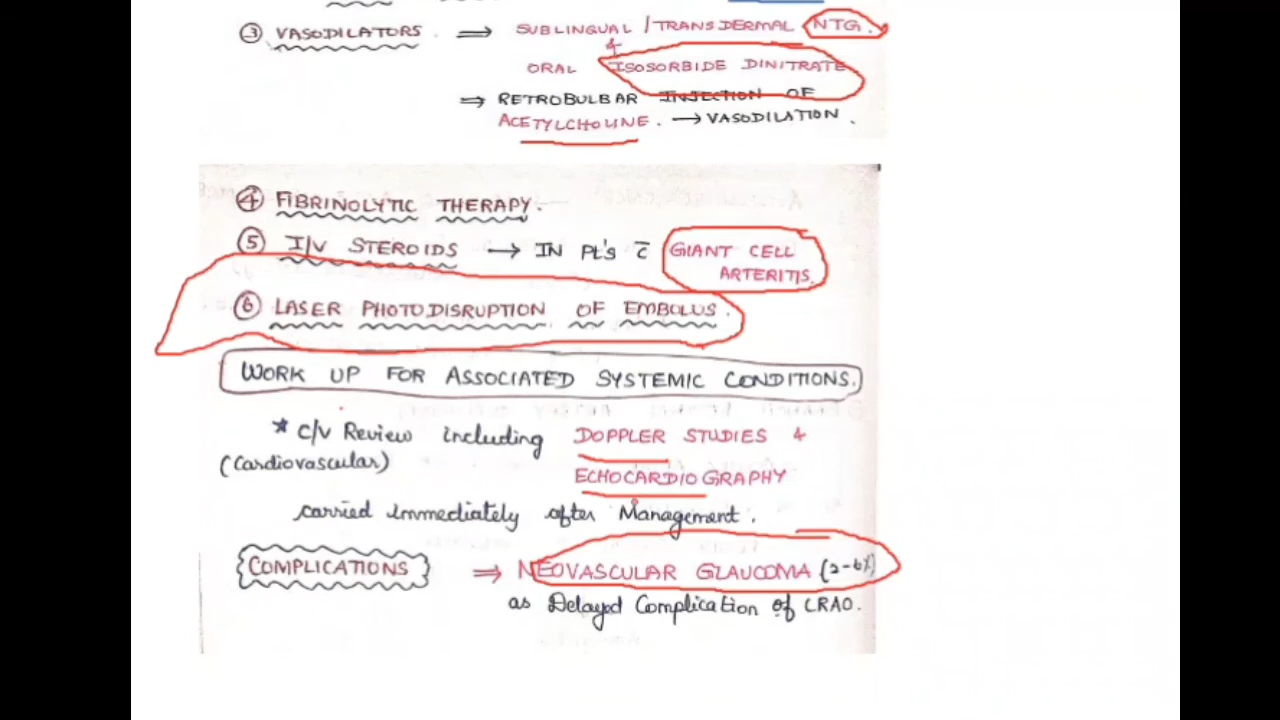 ③ VASODILATORS. ⟹ SUBLINGUAL / TRANSDERMAL NTG.
&
ORAL ISOSORBIDE DINITRATE
⟹ RETROBULBAR INJECTION OF
ACETYLCHOLINE. → VASODILATION.
④ FIBRINOLYTIC THERAPY.
⑤ I/V STEROIDS → IN Pt's c̄ GIANT CELL
ARTERITIS.
⑥ LASER PHOTODISRUPTION OF EMBOLUS.
WORK UP FOR ASSOCIATED SYSTEMIC CONDITIONS.
* C/V Review including DOPPLER STUDIES &
(Cardiovascular) ECHOCARDIOGRAPHY
carried immediately after Management.
COMPLICATIONS ⟹ NEOVASCULAR GLAUCOMA (2-6%)
as Delayed Complication of CRAO.